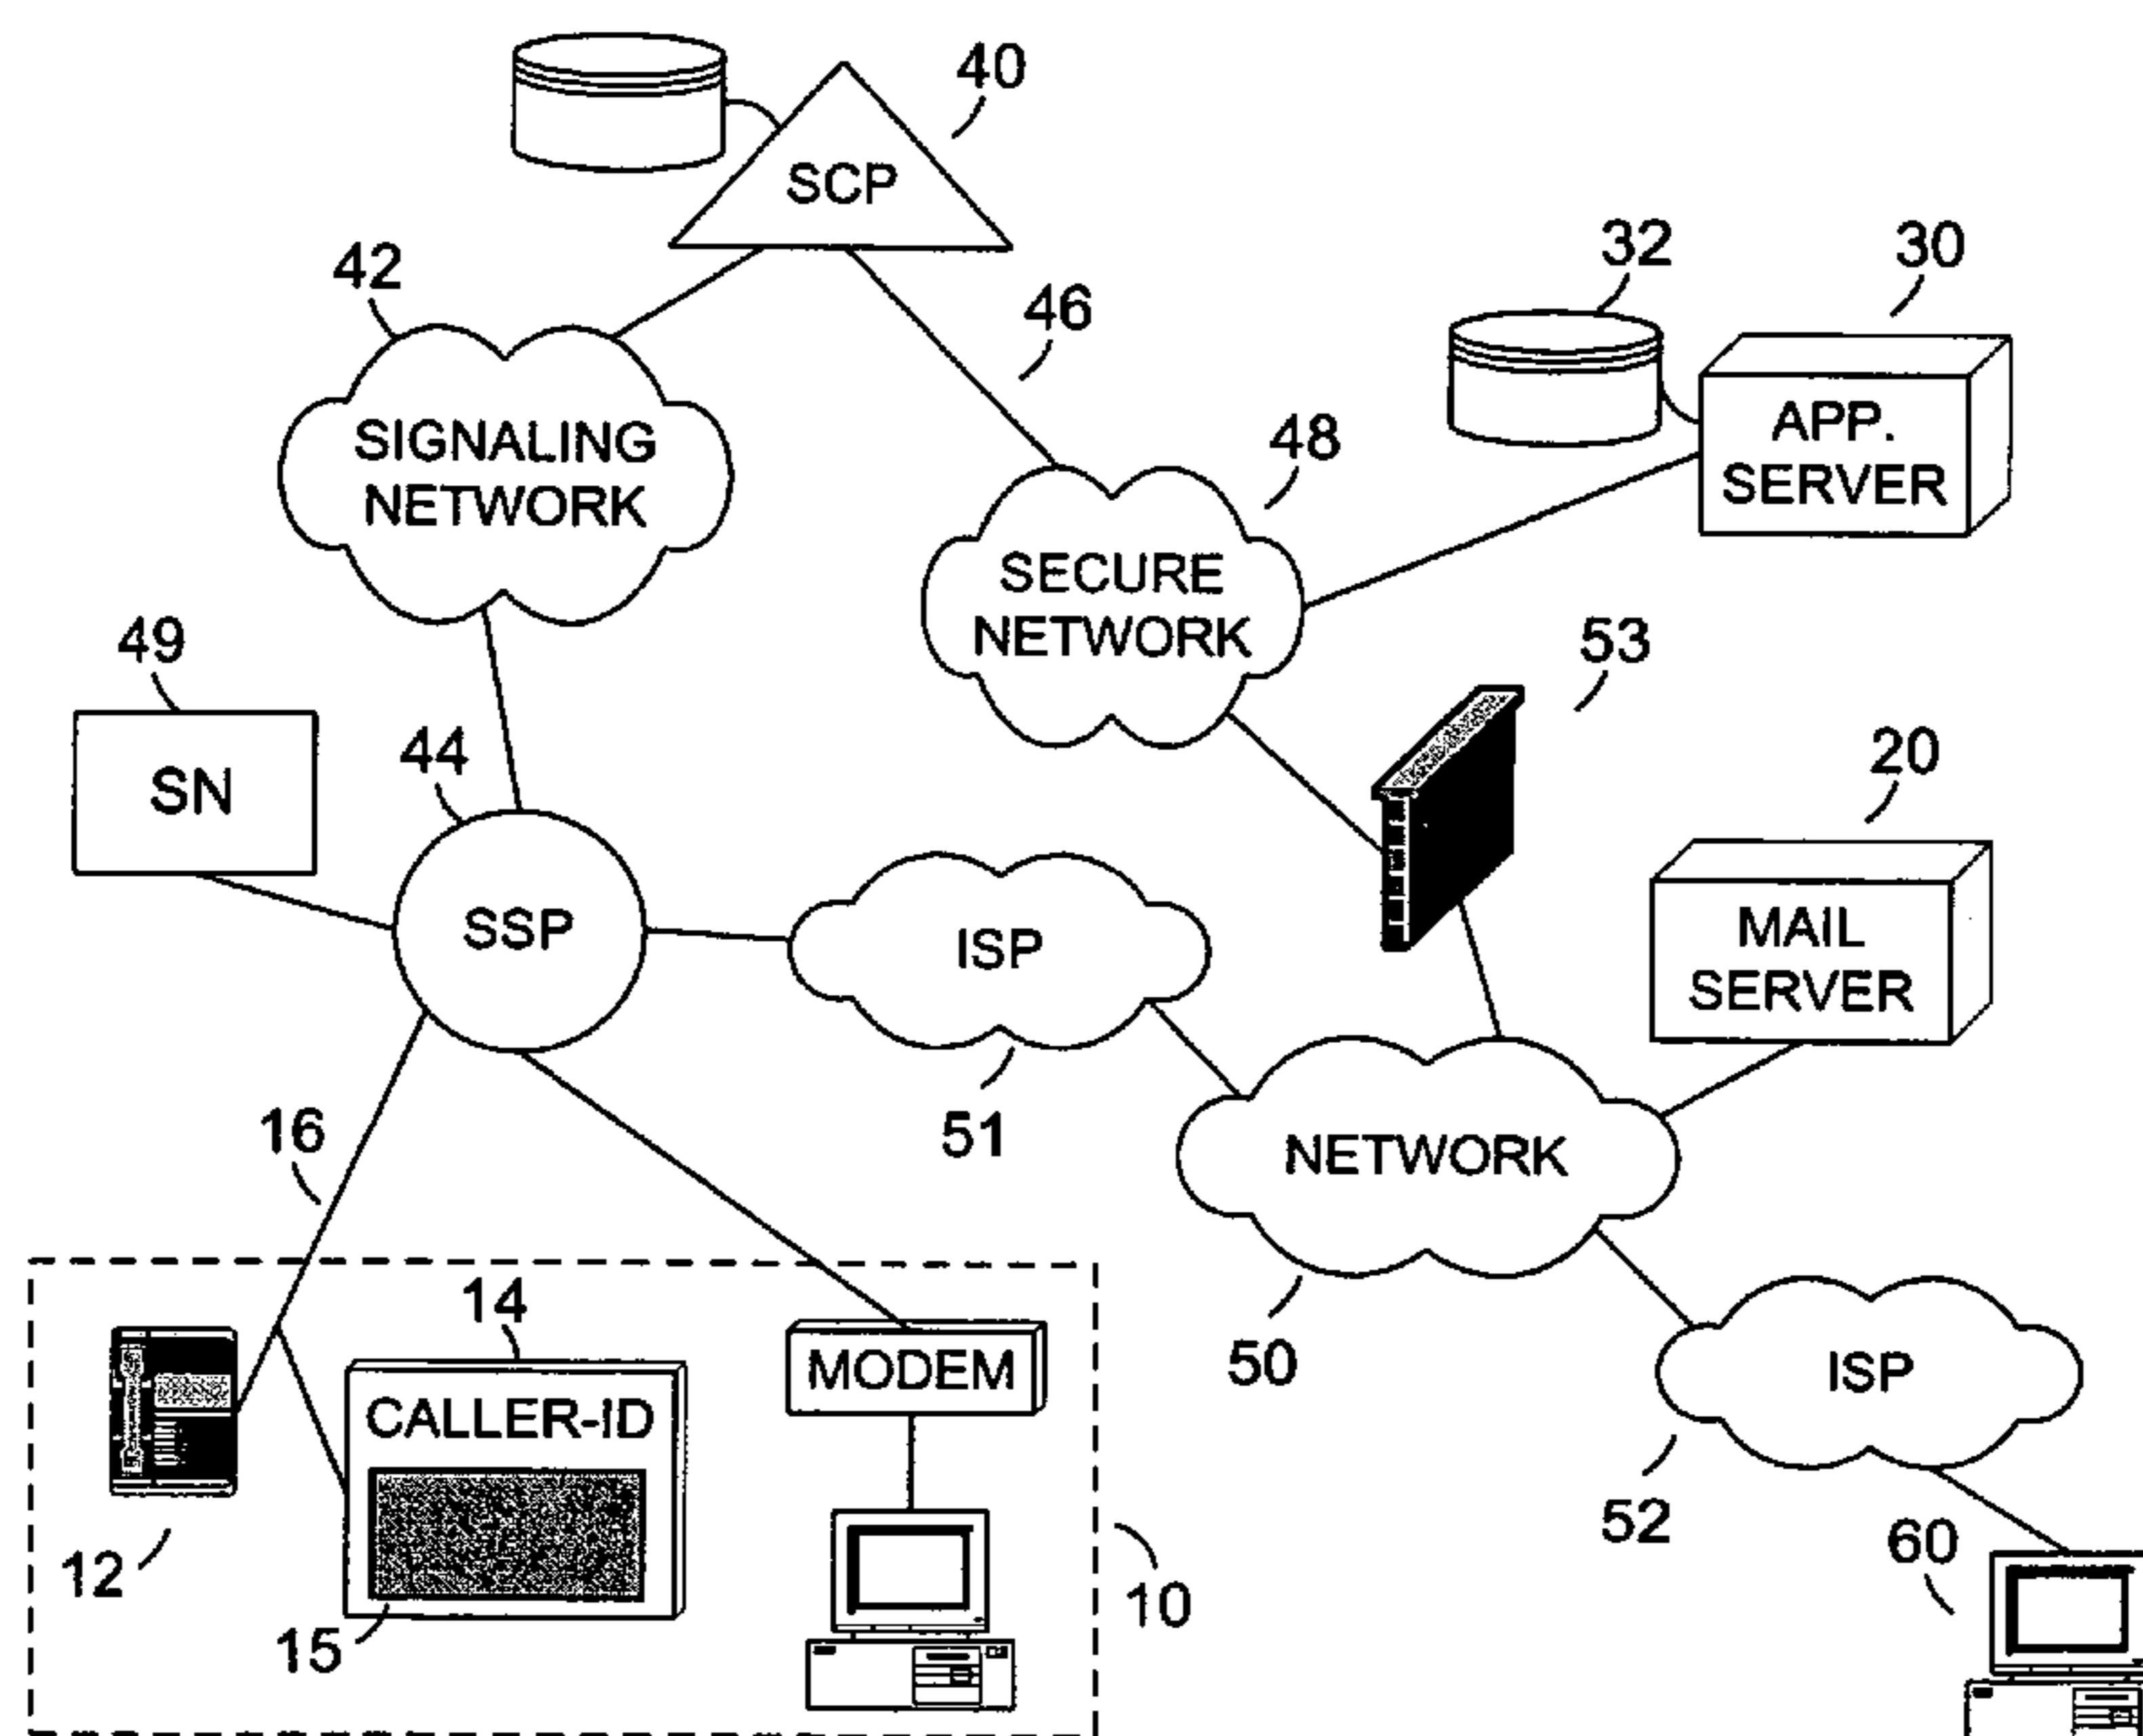 40
SCP
32
30
42
46
APP.
SERVER
48
SIGNALING
NETWORK
SECURE
NETWORK
53
49
44
20
SN
SSP
ISP
MAIL
SERVER
16
51
NETWORK
14
50
MODEM
ISP
CALLER-ID
52
60
12
10
15